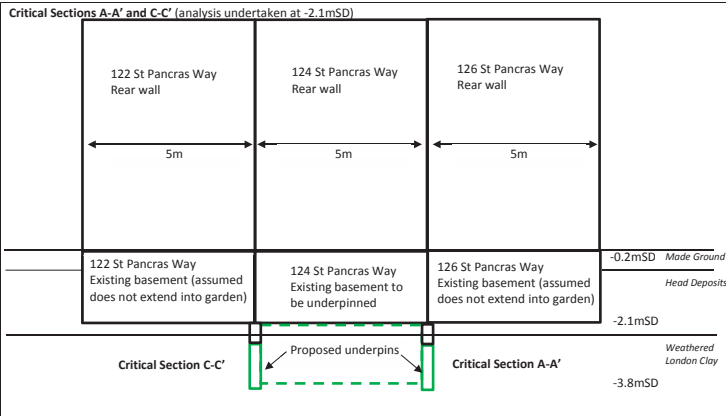 Critical Sections A-A’ and C-C’ (analysis undertaken at -2.1mSD)
122 St Pancras Way
Rear wall
124 St Pancras Way
Rear wall
126 St Pancras Way
Rear wall
5m
5m
5m
122 St Pancras Way
Existing basement (assumed
does not extend into garden)
124 St Pancras Way
Existing basement to
be underpinned
126 St Pancras Way
Existing basement (assumed
does not extend into garden)
-0.2mSD
Made Ground
Head Deposits
-2.1mSD
Critical Section C-C’
Proposed underpins
Critical Section A-A’
Weathered
London Clay
-3.8mSD